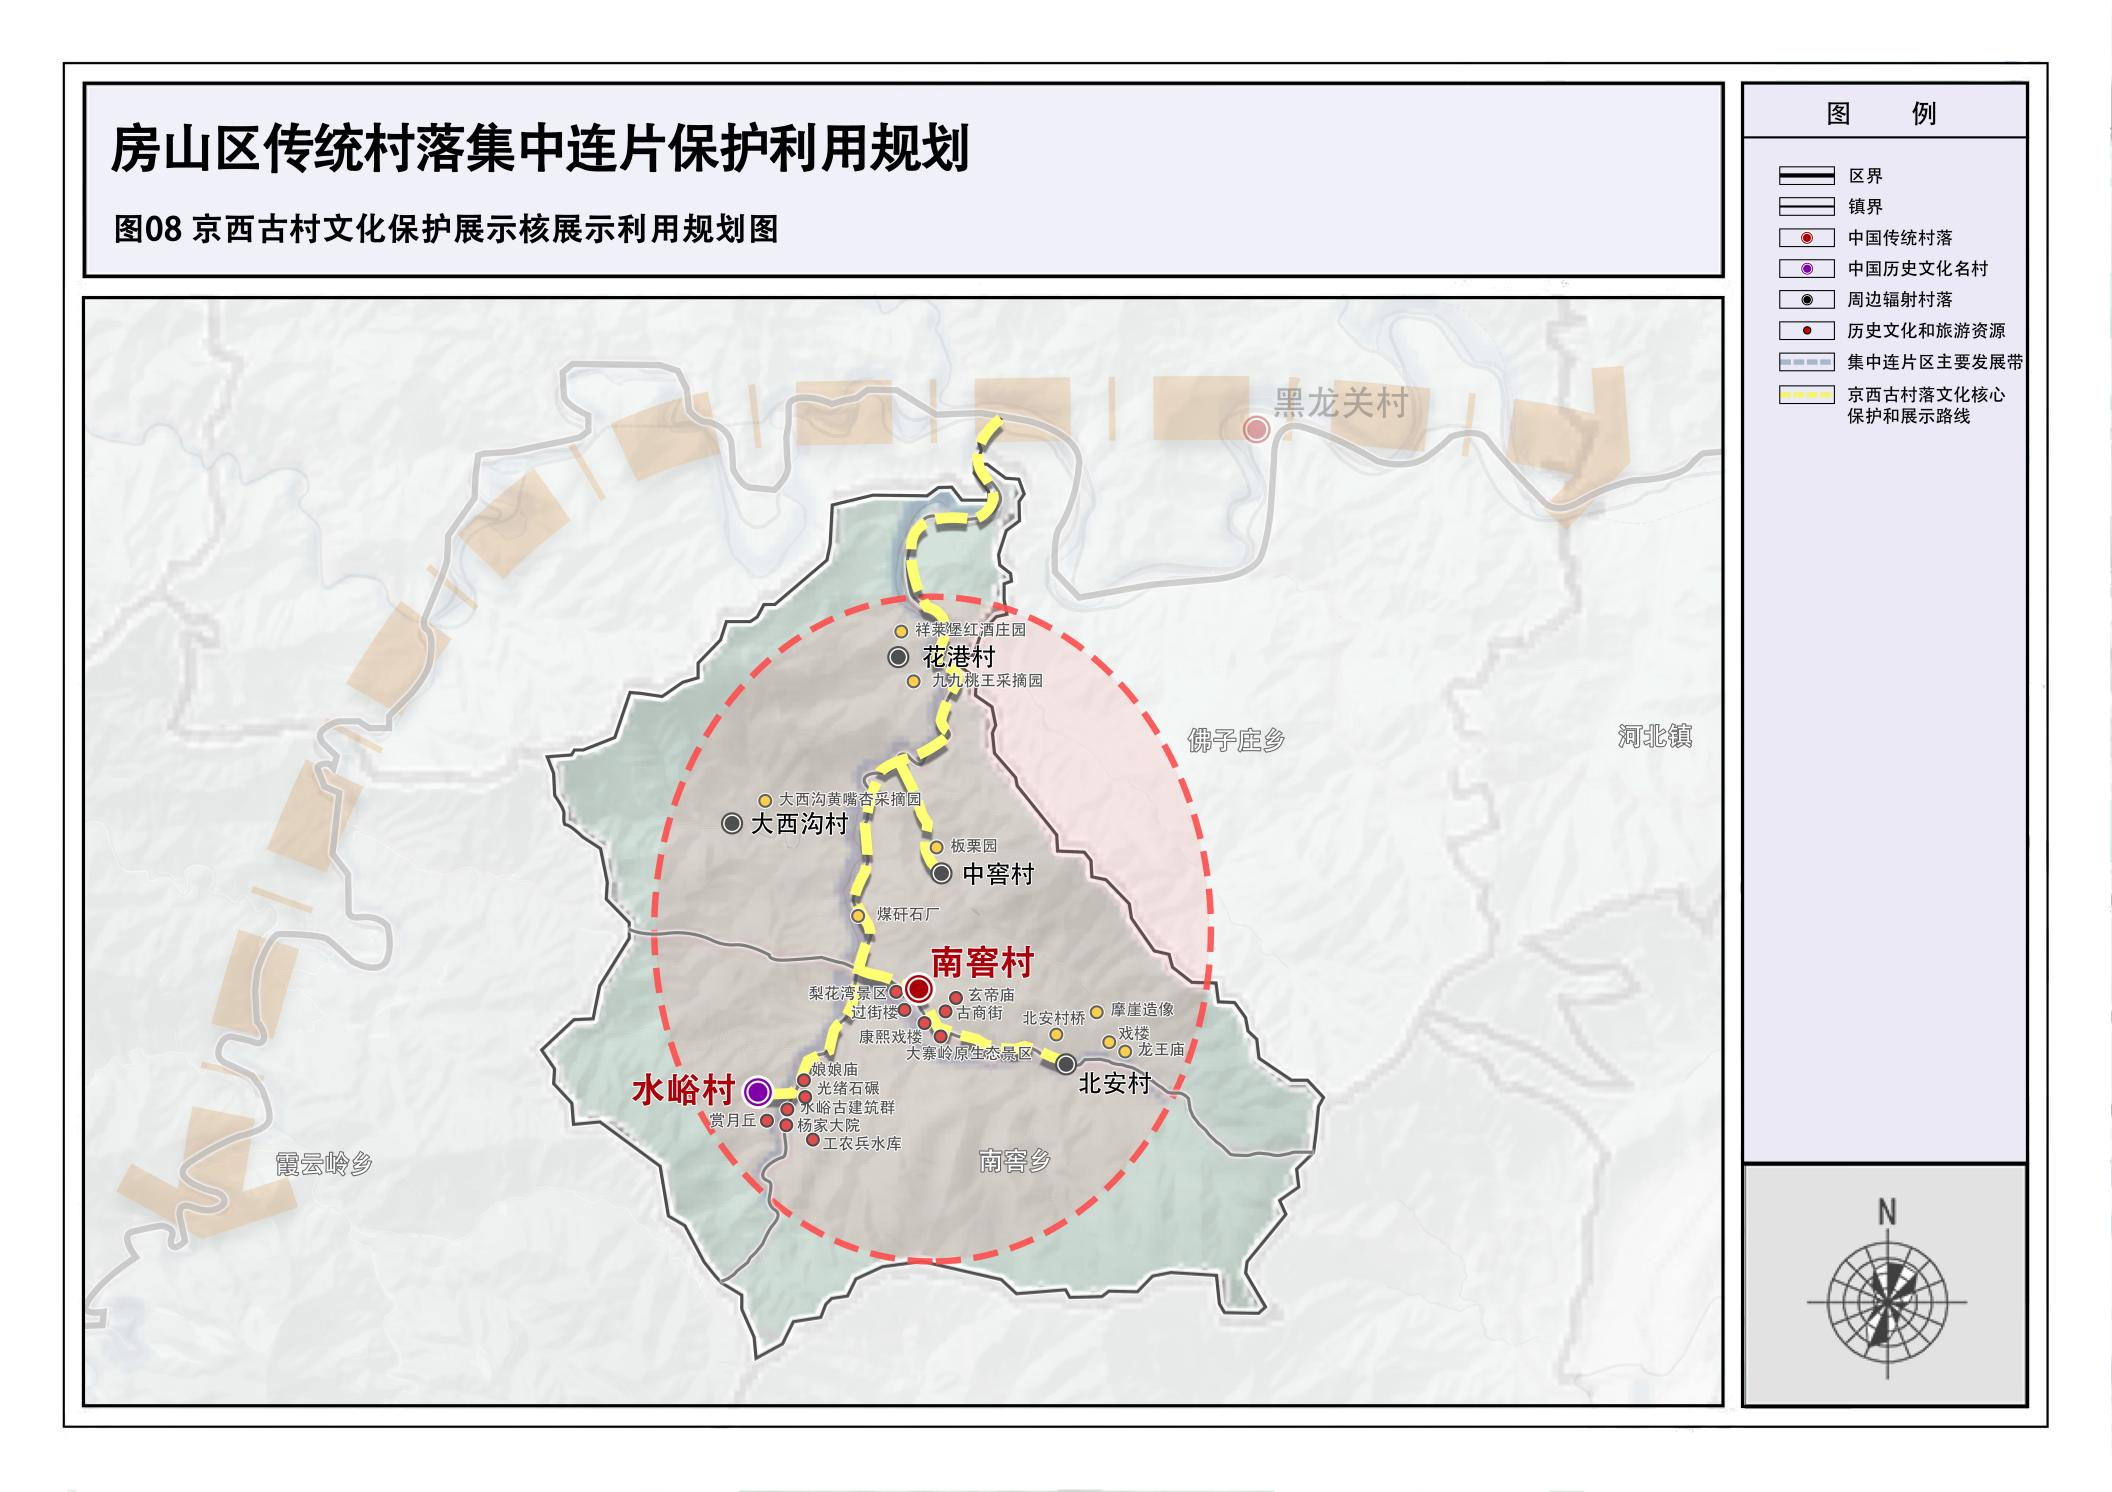 房山区传统村落集中连片保护利用规划
图08 京西古村文化保护展示核展示利用规划图
图 例
区界
镇界
中国传统村落
中国历史文化名村
周边辐射村落
历史文化和旅游资源
集中连片区主要发展带
京西古村落文化核心
保护和展示路线
N
黑龙关村
祥莱堡红酒庄园
花港村
九九桃王采摘园
佛子庄乡
河北镇
大西沟黄嘴杏采摘园
大西沟村
板栗园
中窖村
煤矸石厂
南窖村
梨花湾景区
玄帝庙
过街楼
古商街
康熙戏楼
大寨岭原生态景区
北安村桥
摩崖造像
戏楼
龙王庙
北安村
娘娘庙
水峪村
光绪石碾
水峪古建筑群
赏月丘
杨家大院
工农兵水库
南窖乡
霞云岭乡